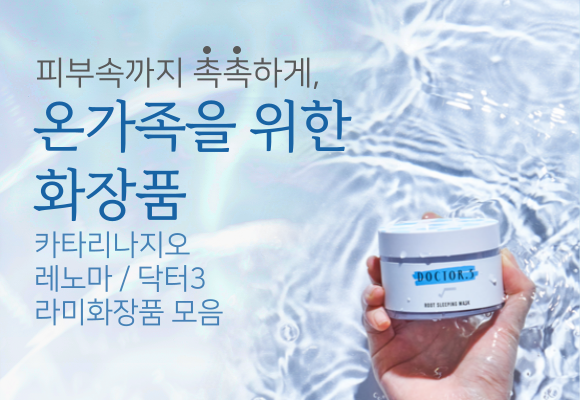 피부속까지 촉촉하게,
온가족을 위한
화장품
카타리나지오
레노마 / 닥터3
라미화장품 모음
DOCTOR.S
ROOT SLEEPING MASK